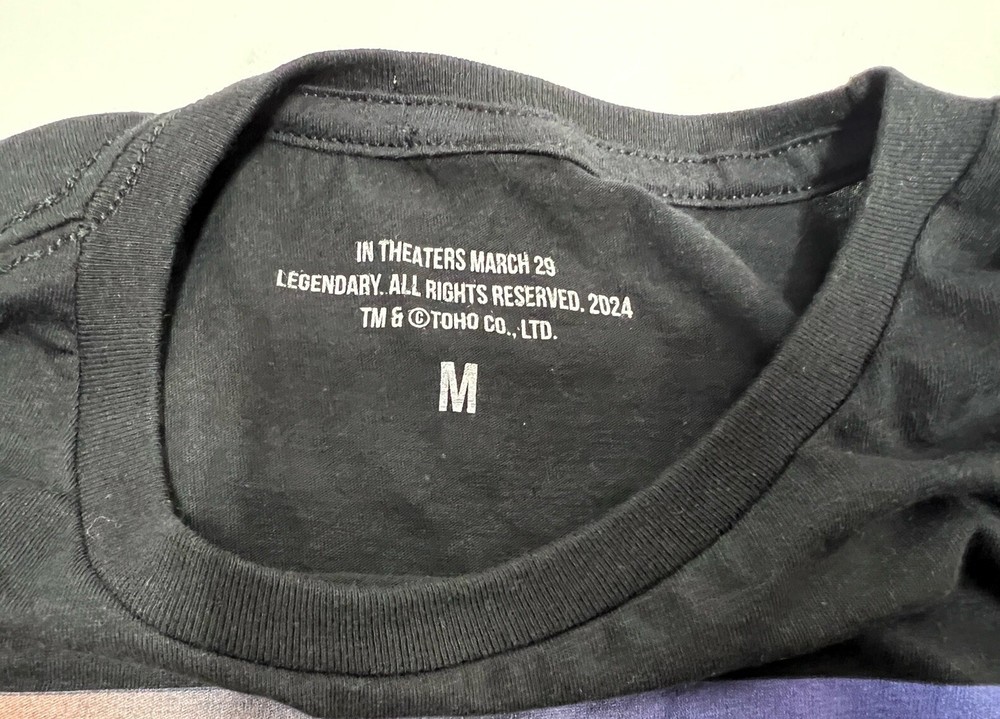 IN THEATERS MARCH 29
LEGENDARY. ALL RIGHTS RESERVED. 2024
TM & ©TOHO CO., LTD.
M